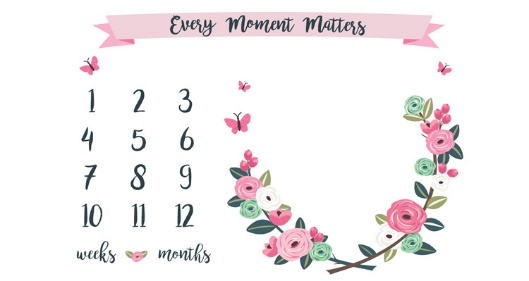 Every Moment Matters
1 2 3
4 5 6
7 8 9
10 11 12
weeks months